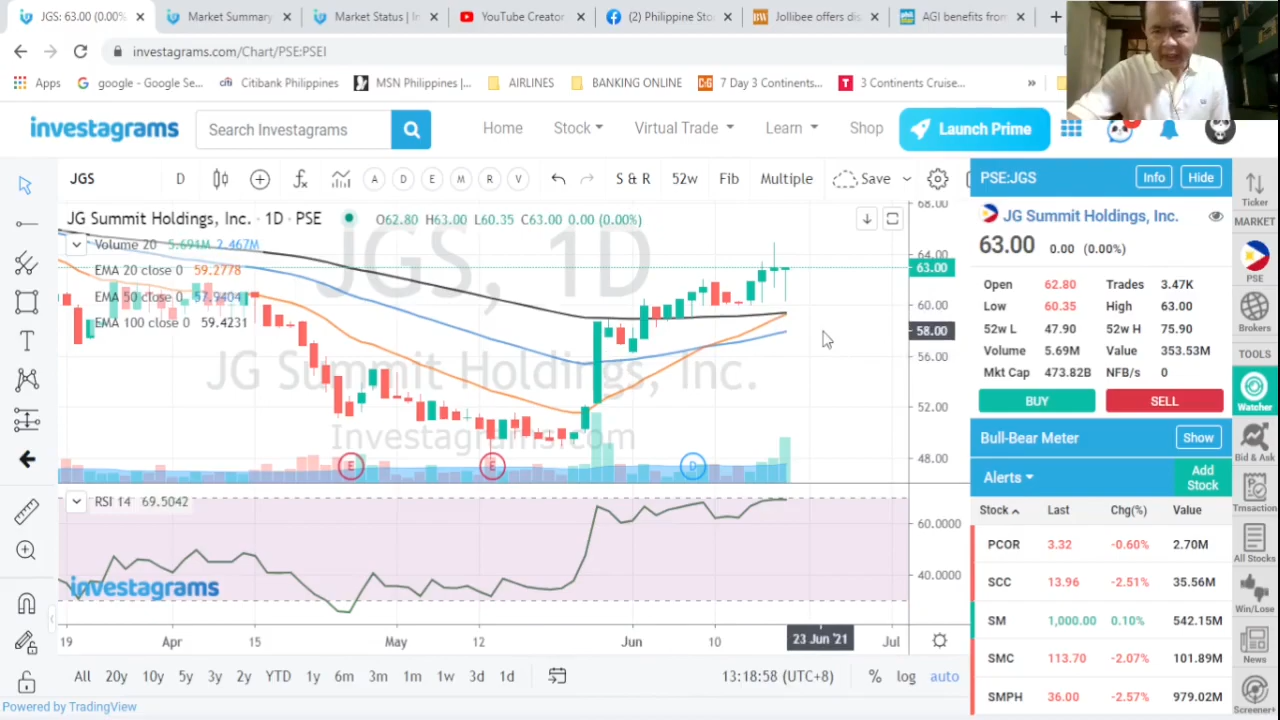 JGS: 63.00 (0.00%
Market Summary
Market Status | In
YouTube Creator
(2) Philippine Sto
Jollibee offers dis
AGI benefits from
investagrams.com/Chart/PSE:PSEI
Apps
google - Google Se...
Citibank Philippines
MSN Philippines |...
AIRLINES
BANKING ONLINE
7 Day 3 Continents...
3 Continents Cruise...
»
investagrams
Search Investagrams
Home
Stock
Virtual Trade
Learn
Shop
Launch Prime
JGS
D
A
D
E
M
R
V
S & R
52w
Fib
Multiple
Save
PSE:JGS
Info
Hide
JG Summit Holdings, Inc. · 1D · PSE
O62.80 H63.00 L60.35 C63.00 0.00 (0.00%)
Volume 20 5.691M 2.467M
EMA 20 close 0 59.2778
EMA 50 close 0 57.9404
EMA 100 close 0 59.4231
JGS, 1D
JG Summit Holdings, Inc.
Investagrams.com
E
E
D
68.00
64.00
63.00
60.00
58.00
56.00
52.00
48.00
RSI 14 69.5042
investagrams
60.0000
40.0000
19
Apr
15
May
12
Jun
10
23 Jun '21
Jul
All
20y
10y
5y
3y
2y
YTD
1y
6m
3m
1m
1w
3d
1d
13:18:58 (UTC+8)
%
log
auto
Powered by TradingView
JG Summit Holdings, Inc.
63.00 0.00 (0.00%)
Open 62.80 Trades 3.47K
Low 60.35 High 63.00
52w L 47.90 52w H 75.90
Volume 5.69M Value 353.53M
Mkt Cap 473.82B NFB/s 0
BUY
SELL
Bull-Bear Meter
Show
Alerts
Add
Stock
Stock Last Chg(%) Value
PCOR 3.32 -0.60% 2.70M
SCC 13.96 -2.51% 35.56M
SM 1,000.00 0.10% 542.15M
SMC 113.70 -2.07% 101.89M
SMPH 36.00 -2.57% 979.02M
Ticker
MARKET
PSE
Brokers
TOOLS
Watcher
Bid & Ask
Trnsaction
All Stocks
Win/Lose
News
Screener+